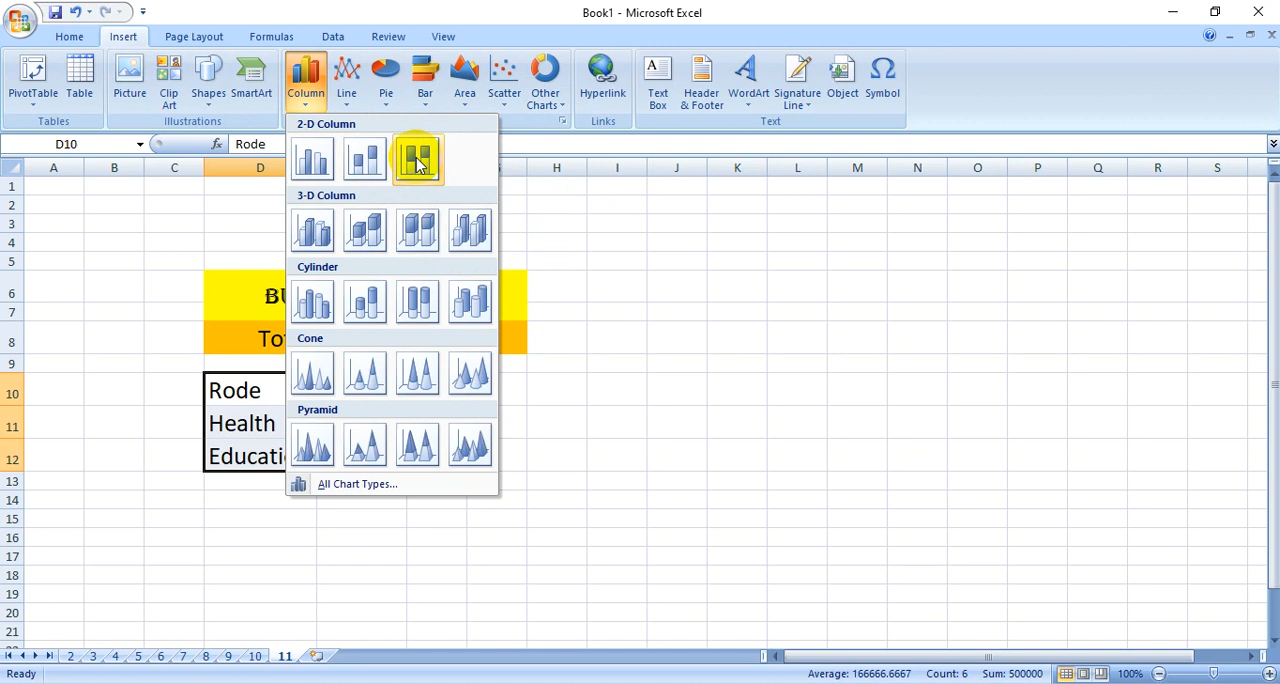 Book1 - Microsoft Excel
Home Insert Page Layout Formulas Data Review View
PivotTable Table Picture Clip Art Shapes SmartArt Column Line Pie Bar Area Scatter Other Charts Hyperlink Text Box Header & Footer WordArt Signature Line Object Symbol
Tables Illustrations Links Text
D10 fx Rode
2-D Column
3-D Column
Cylinder
Cone
Pyramid
All Chart Types...
A B C D H I J K L M N O P Q R S
1
2
3
4
5
6
7
8
9
10 Rode
11 Health
12
13
14
15
16
17
18
19
20
21
2 3 4 5 6 7 8 9 10 11
Ready Average: 166666.6667 Count: 6 Sum: 500000 100%